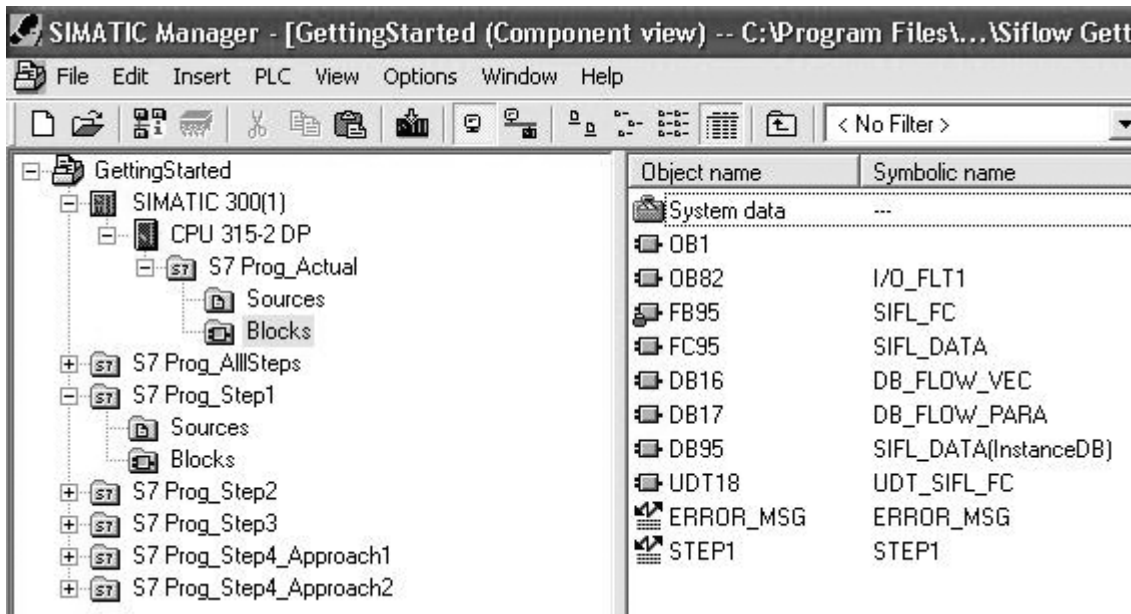 SIMATIC Manager - [GettingStarted (Component view) -- C:\Program Files\...\Siflow Gett
File Edit Insert PLC View Options Window Help
< No Filter >
GettingStarted
SIMATIC 300(1)
CPU 315-2 DP
S7 Prog_Actual
Sources
Blocks
S7 Prog_AlllSteps
S7 Prog_Step1
Sources
Blocks
S7 Prog_Step2
S7 Prog_Step3
S7 Prog_Step4_Approach1
S7 Prog_Step4_Approach2
Object name Symbolic name
System data ---
OB1
OB82 I/O_FLT1
FB95 SIFL_FC
FC95 SIFL_DATA
DB16 DB_FLOW_VEC
DB17 DB_FLOW_PARA
DB95 SIFL_DATA(InstanceDB)
UDT18 UDT_SIFL_FC
ERROR_MSG ERROR_MSG
STEP1 STEP1